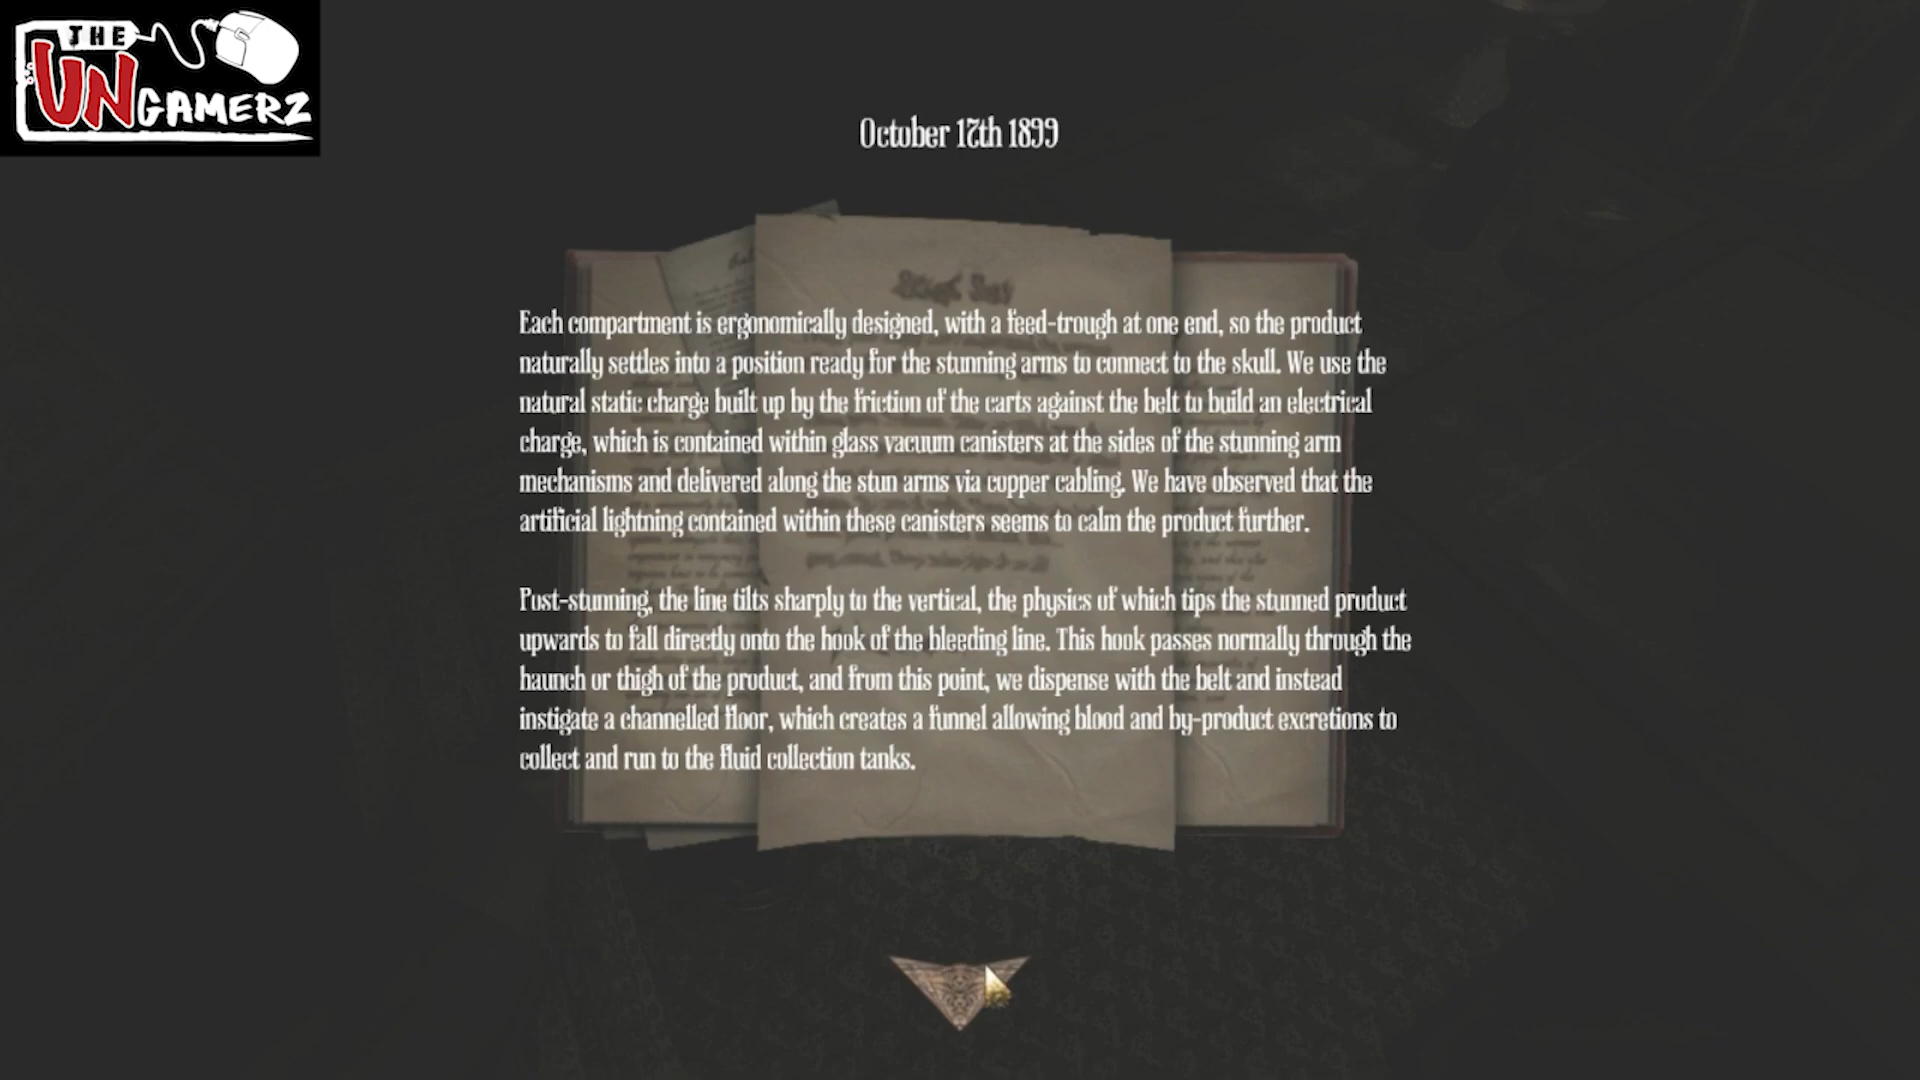 THE
UNGAMERZ
October 17th 1899
Each compartment is ergonomically designed, with a feed-trough at one end, so the product
naturally settles into a position ready for the stunning arms to connect to the skull. We use the
natural static charge built up by the friction of the carts against the belt to build an electrical
charge, which is contained within glass vacuum canisters at the sides of the stunning arm
mechanisms and delivered along the stun arms via copper cabling. We have observed that the
artificial lightning contained within these canisters seems to calm the product further.
Post-stunning, the line tilts sharply to the vertical, the physics of which tips the stunned product
upwards to fall directly onto the hook of the bleeding line. This hook passes normally through the
haunch or thigh of the product, and from this point, we dispense with the belt and instead
instigate a channelled floor, which creates a funnel allowing blood and by-product excretions to
collect and run to the fluid collection tanks.